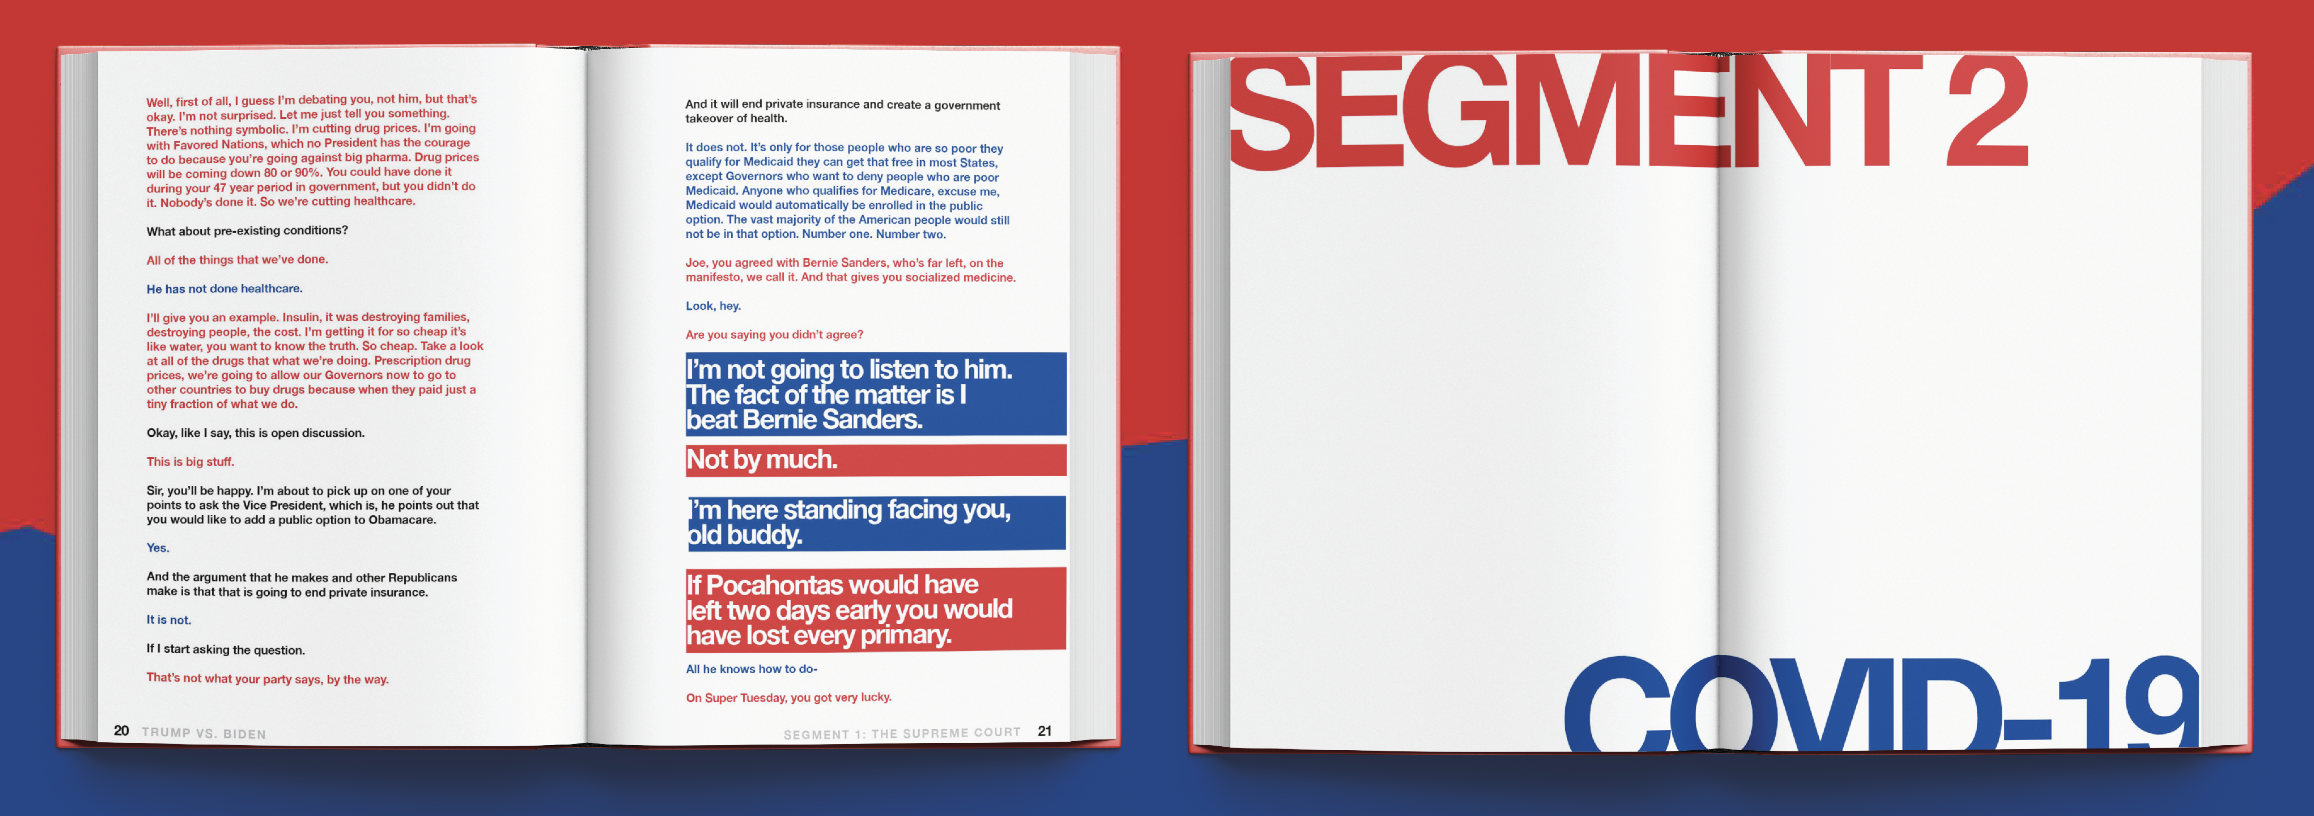 Well, first of all, I guess I'm debating you, not him, but that's
okay. I'm not surprised. Let me just tell you something.
There's nothing symbolic. I'm cutting drug prices. I'm going
with Favored Nations, which no President has the courage
to do because you're going against big pharma. Drug prices
will be coming down 80 or 90%. You could have done it
during your 47 year period in government, but you didn't do
it. Nobody's done it. So we're cutting healthcare.
What about pre-existing conditions?
All of the things that we've done.
He has not done healthcare.
I'll give you an example. Insulin, it was destroying families,
destroying people, the cost. I'm getting it for so cheap it's
like water, you want to know the truth. So cheap. Take a look
at all of the drugs that what we're doing. Prescription drug
prices, we're going to allow our Governors now to go to
other countries to buy drugs because when they paid just a
tiny fraction of what we do.
Okay, like I say, this is open discussion.
This is big stuff.
Sir, you'll be happy. I'm about to pick up on one of your
points to ask the Vice President, which is, he points out that
you would like to add a public option to Obamacare.
Yes.
And the argument that he makes and other Republicans
make is that that is going to end private insurance.
It is not.
If I start asking the question.
That's not what your party says, by the way.
20 TRUMP VS. BIDEN
And it will end private insurance and create a government
takeover of health.
It does not. It's only for those people who are so poor they
qualify for Medicaid they can get that free in most States,
except Governors who want to deny people who are poor
Medicaid. Anyone who qualifies for Medicare, excuse me,
Medicaid would automatically be enrolled in the public
option. The vast majority of the American people would still
not be in that option. Number one. Number two.
Joe, you agreed with Bernie Sanders, who's far left, on the
manifesto, we call it. And that gives you socialized medicine.
Look, hey.
Are you saying you didn't agree?
I'm not going to listen to him.
The fact of the matter is I
beat Bernie Sanders.
Not by much.
I'm here standing facing you,
old buddy.
If Pocahontas would have
left two days early you would
have lost every primary.
All he knows how to do-
On Super Tuesday, you got very lucky.
SEGMENT 1: THE SUPREME COURT 21
SEGMENT 2
COVID-19